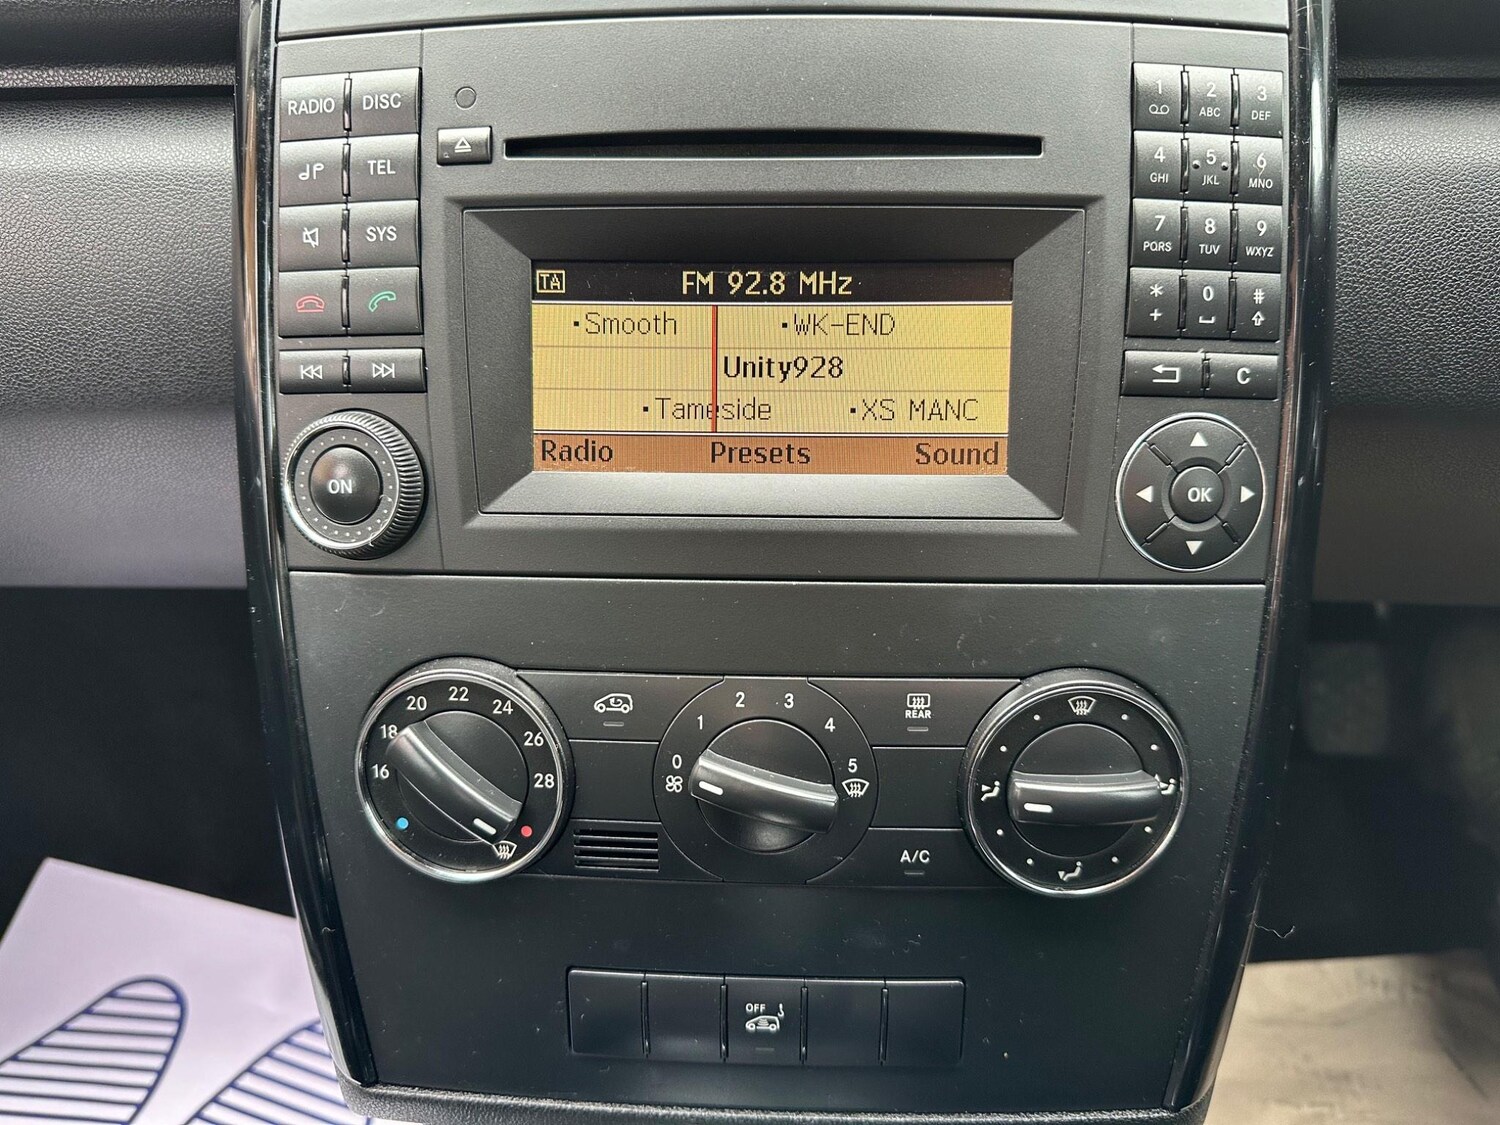 RADIO DISC
TEL
SYS
ON
TA FM 92.8 MHz
Smooth WK-END
Unity928
Tameside XS MANC
Radio Presets Sound
1 2 ABC 3 DEF
4 GHI 5 JKL 6 MNO
7 PQRS 8 TUV 9 WXYZ
* + 0 #
C
OK
16 18 20 22 24 26 28
0 1 2 3 4 5
REAR
A/C
OFF